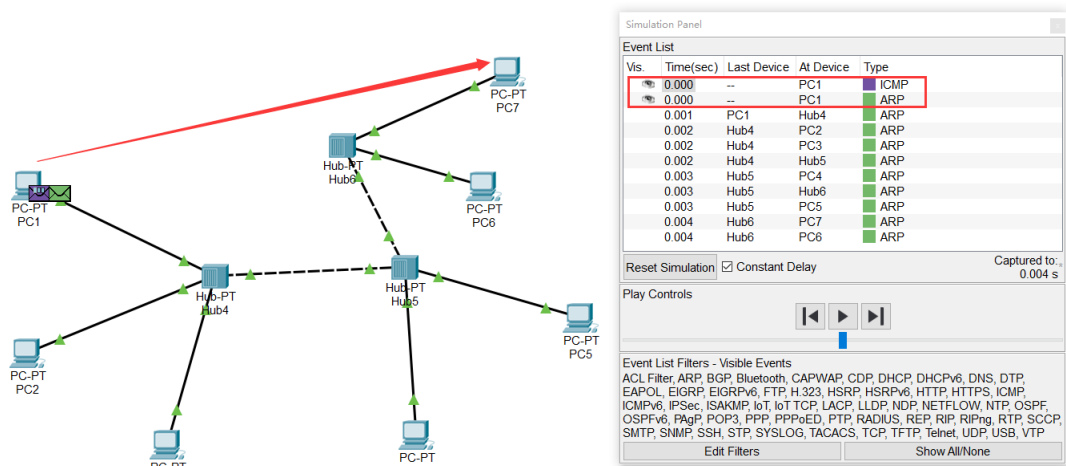 PC-PT
PC7
Hub-PT
Hub6
PC-PT
PC1
PC-PT
PC6
Hub-PT
Hub4
Hub-PT
Hub5
PC-PT
PC5
PC-PT
PC2
PC-PT
PC-PT
Simulation Panel
Event List
Vis. Time(sec) Last Device At Device Type
0.000 -- PC1 ICMP
0.000 -- PC1 ARP
0.001 PC1 Hub4 ARP
0.002 Hub4 PC2 ARP
0.002 Hub4 PC3 ARP
0.002 Hub4 Hub5 ARP
0.003 Hub5 PC4 ARP
0.003 Hub5 Hub6 ARP
0.003 Hub5 PC5 ARP
0.004 Hub6 PC7 ARP
0.004 Hub6 PC6 ARP
Reset Simulation Constant Delay Captured to:
0.004 s
Play Controls
Event List Filters - Visible Events
ACL Filter, ARP, BGP, Bluetooth, CAPWAP, CDP, DHCP, DHCPv6, DNS, DTP,
EAPOL, EIGRP, EIGRPv6, FTP, H.323, HSRP, HSRPv6, HTTP, HTTPS, ICMP,
ICMPv6, IPSec, ISAKMP, IoT, IoT TCP, LACP, LLDP, NDP, NETFLOW, NTP, OSPF,
OSPFv6, PAgP, POP3, PPP, PPPoED, PTP, RADIUS, REP, RIP, RIPng, RTP, SCCP,
SMTP, SNMP, SSH, STP, SYSLOG, TACACS, TCP, TFTP, Telnet, UDP, USB, VTP
Edit Filters Show All/None